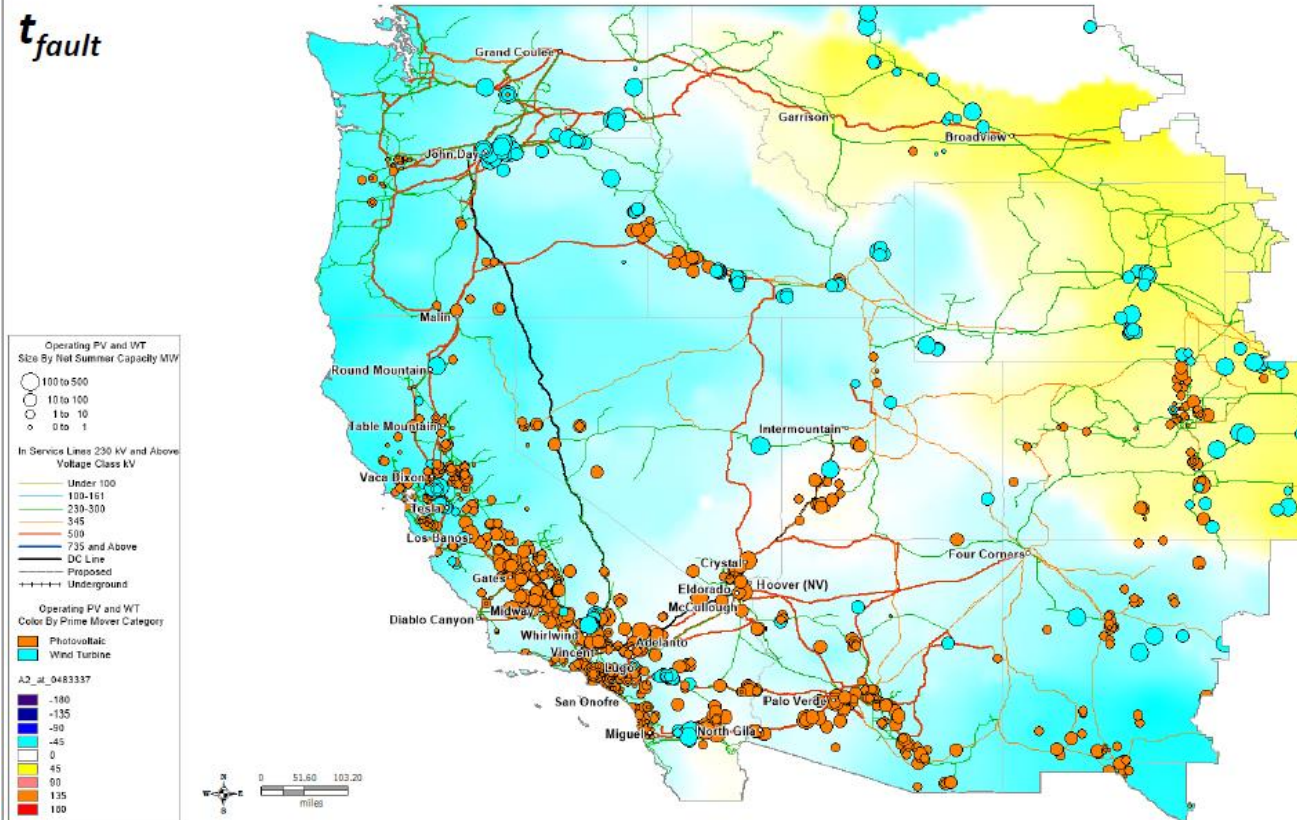 t fault
Grand Coulee
Garrison
Broadview
John Day
Malin
Round Mountain
Table Mountain
Intermountain
Vaca Dixon
Tesla
Los Banos
Four Corners
Crystal
Gates
Eldorado
Hoover (NV)
McCullough
Midway
Diablo Canyon
Whirlwind
Adelanto
Vincent
Lugo
San Onofre
Palo Verde
Miguel
North Gila
Operating PV and WT
Size By Net Summer Capacity MW
100 to 500
10 to 100
1 to 10
0 to 1
In Service Lines 230 kV and Above
Voltage Class kV
Under 100
100-161
230-300
345
500
735 and Above
DC Line
Proposed
Underground
Operating PV and WT
Color By Prime Mover Category
Photovoltaic
Wind Turbine
A2_at_0483337
-180
-135
-90
-45
0
45
90
135
180
N
W
E
S
0 51.60 103.20
miles